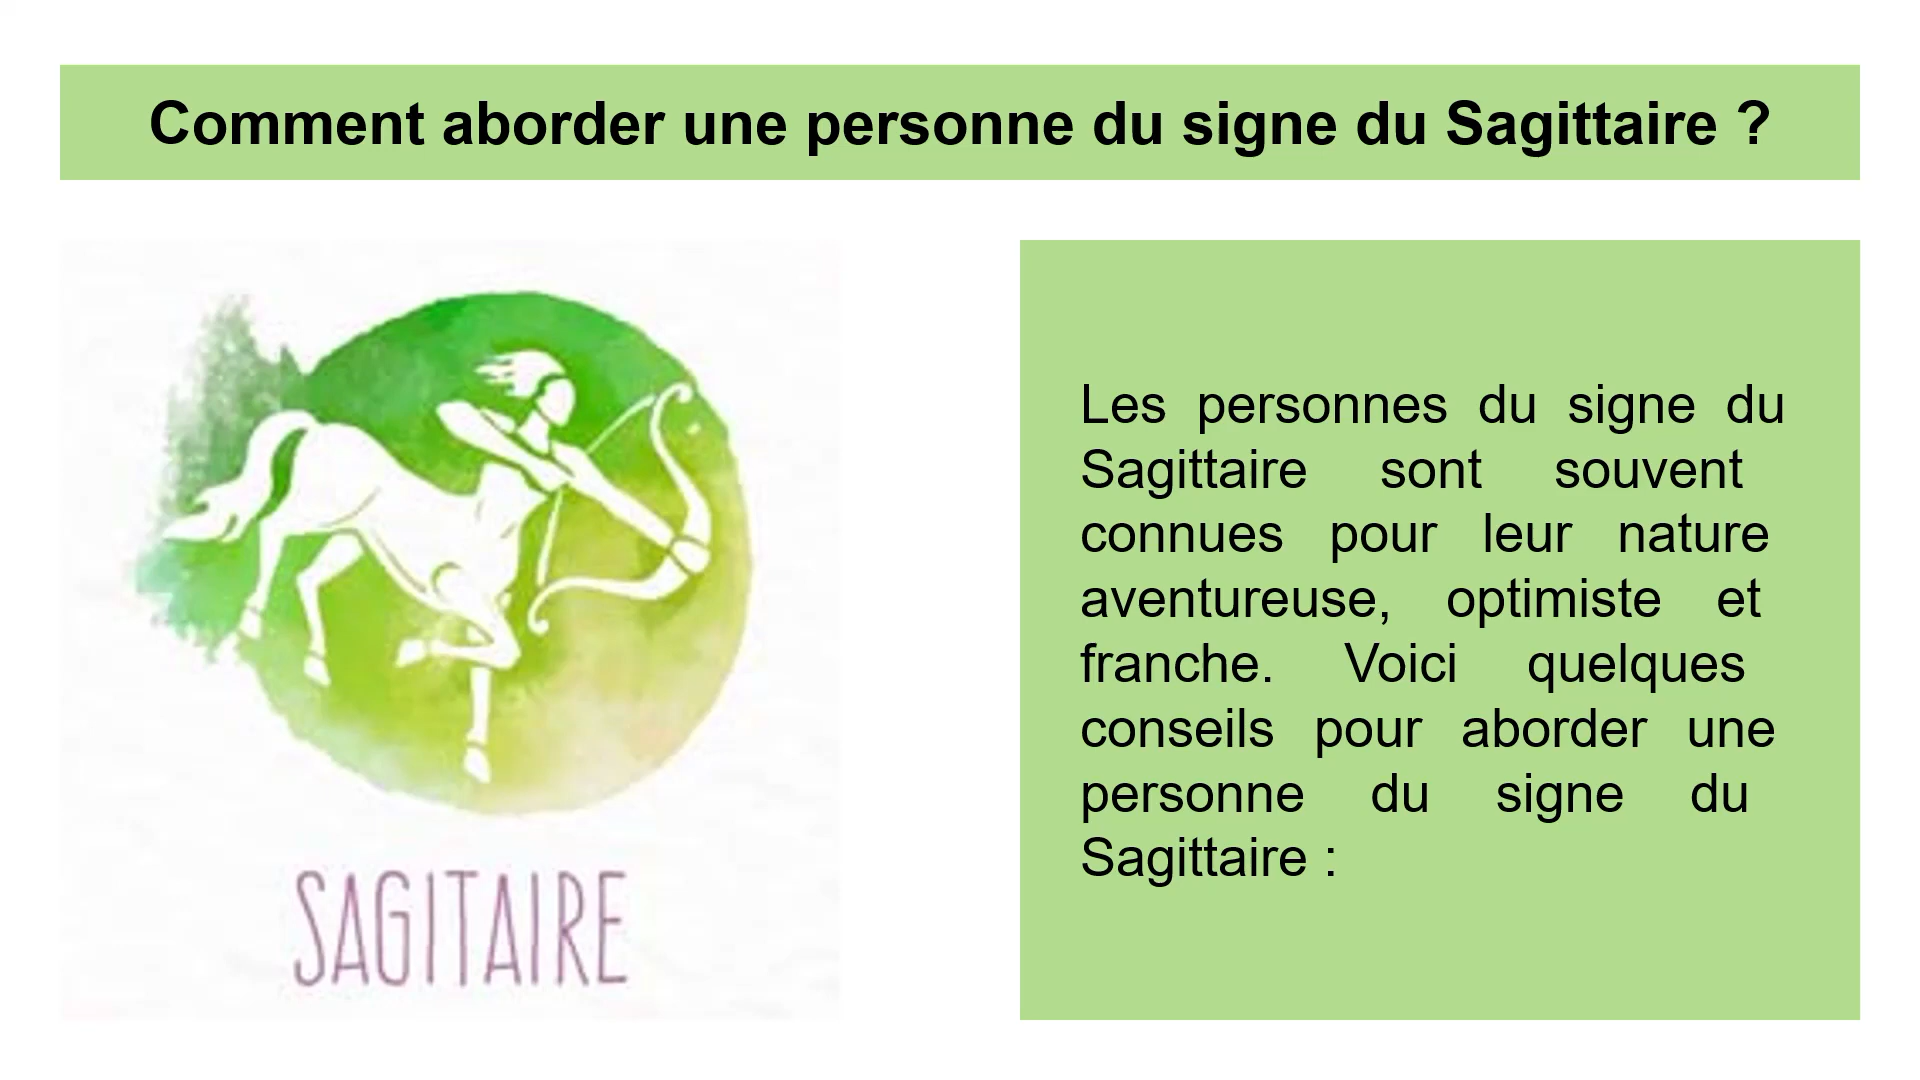 Comment aborder une personne du signe du Sagittaire ?
SAGITAIRE
Les personnes du signe du
Sagittaire sont souvent
connues pour leur nature
aventureuse, optimiste et
franche. Voici quelques
conseils pour aborder une
personne du signe du
Sagittaire :